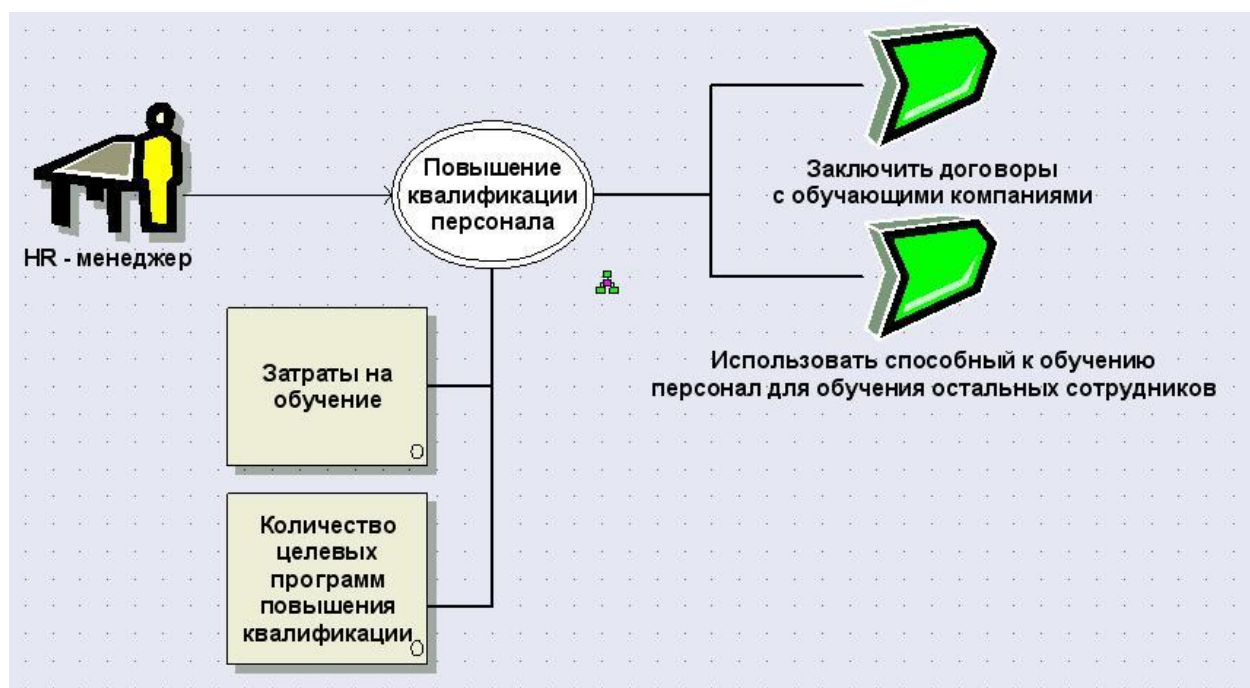 Заключить договоры
с обучающими компаниями
Повышение
квалификации
персонала
HR - менеджер
Использовать способный к обучению
персонал для обучения остальных сотрудников
Затраты на
обучение
Количество
целевых
программ
повышения
квалификации